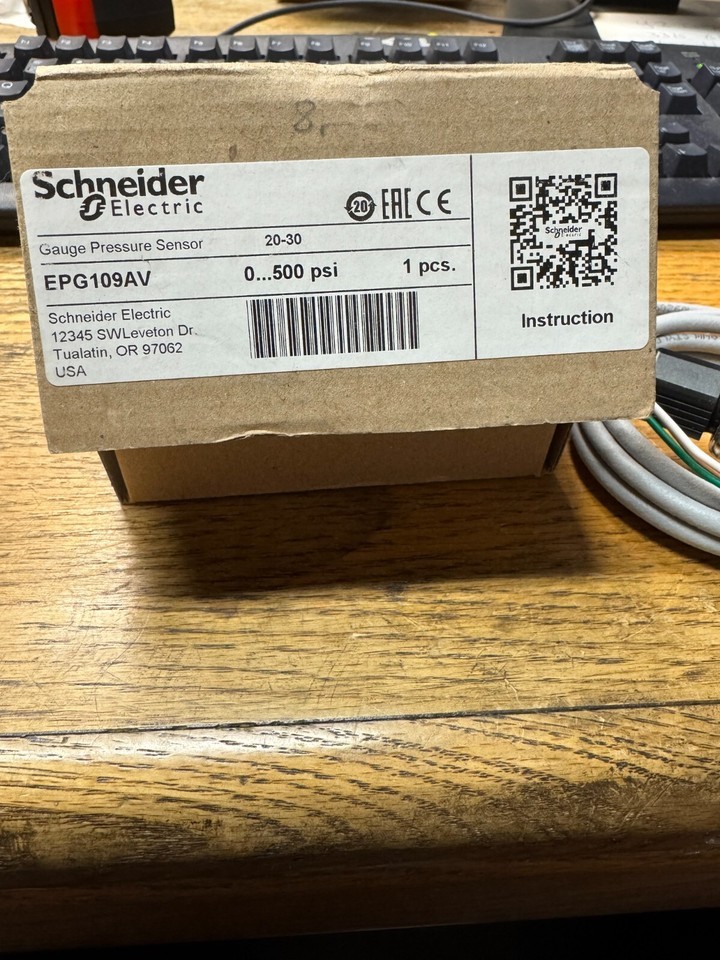 8
Schneider
Electric
20 EAC CE
Gauge Pressure Sensor 20-30
EPG109AV 0...500 psi 1 pcs.
Schneider Electric
12345 SWLeveton Dr.
Tualatin, OR 97062
USA
Schneider
Electric
Instruction